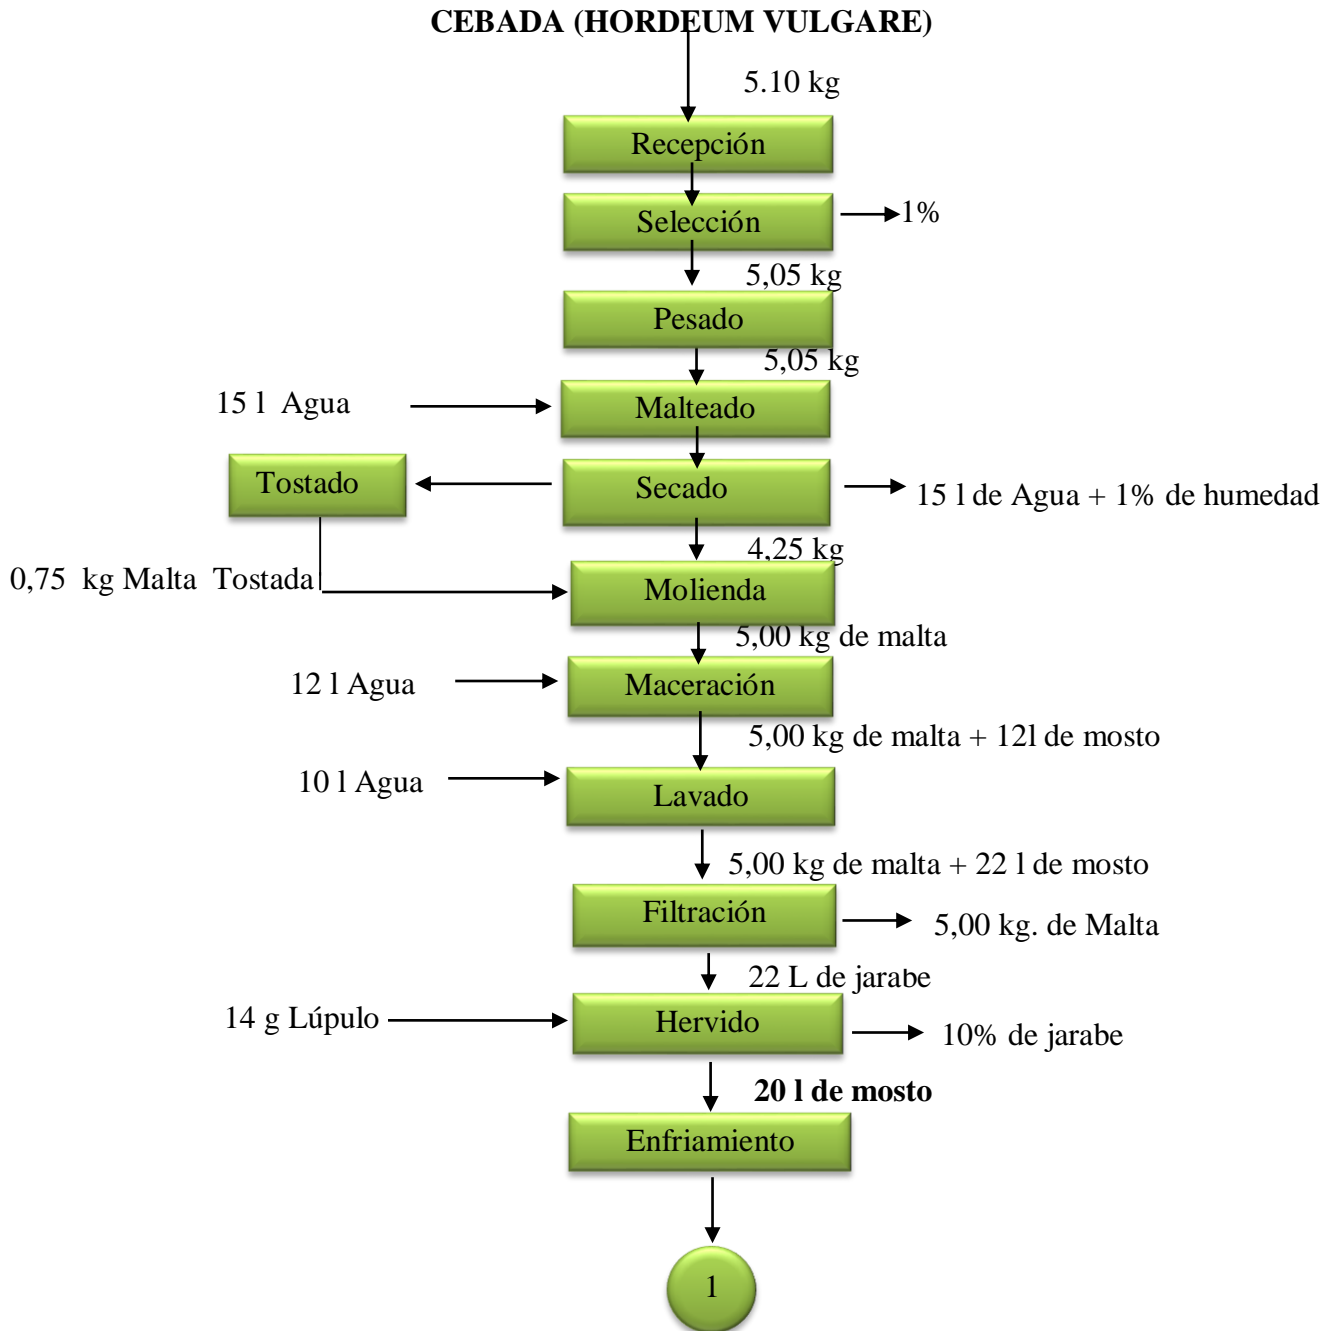 CEBADA (HORDEUM VULGARE)
5.10 kg
Recepción
Selección
1%
5,05 kg
Pesado
5,05 kg
15 l Agua
Malteado
Tostado
Secado
15 l de Agua + 1% de humedad
4,25 kg
0,75 kg Malta Tostada
Molienda
5,00 kg de malta
12 l Agua
Maceración
5,00 kg de malta + 12l de mosto
10 l Agua
Lavado
5,00 kg de malta + 22 l de mosto
Filtración
5,00 kg. de Malta
22 L de jarabe
14 g Lúpulo
Hervido
10% de jarabe
20 l de mosto
Enfriamiento
1